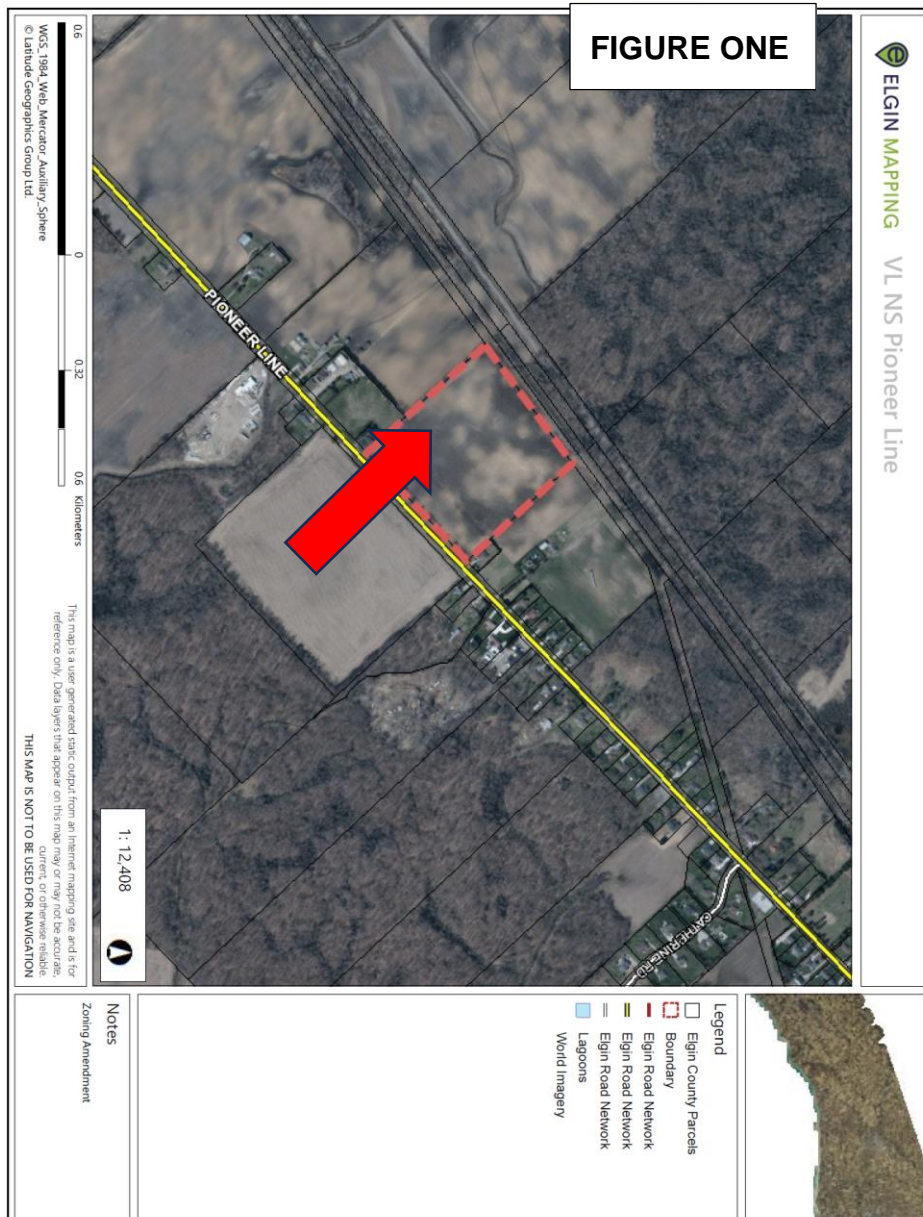 FIGURE ONE
ELGIN MAPPING
VL NS Pioneer Line
PIONEER LINE
CATHERINE RD
1: 12,408
Legend
Elgin County Parcels
Boundary
Elgin Road Network
Elgin Road Network
Elgin Road Network
Lagoons
World Imagery
Notes
Zoning Amendment
0.6
0
0.32
0.6 Kilometers
WGS_1984_Web_Mercator_Auxiliary_Sphere
© Latitude Geographics Group Ltd.
This map is a user generated static output from an Internet mapping site and is for
reference only. Data layers that appear on this map may or may not be accurate,
current, or otherwise reliable.
THIS MAP IS NOT TO BE USED FOR NAVIGATION